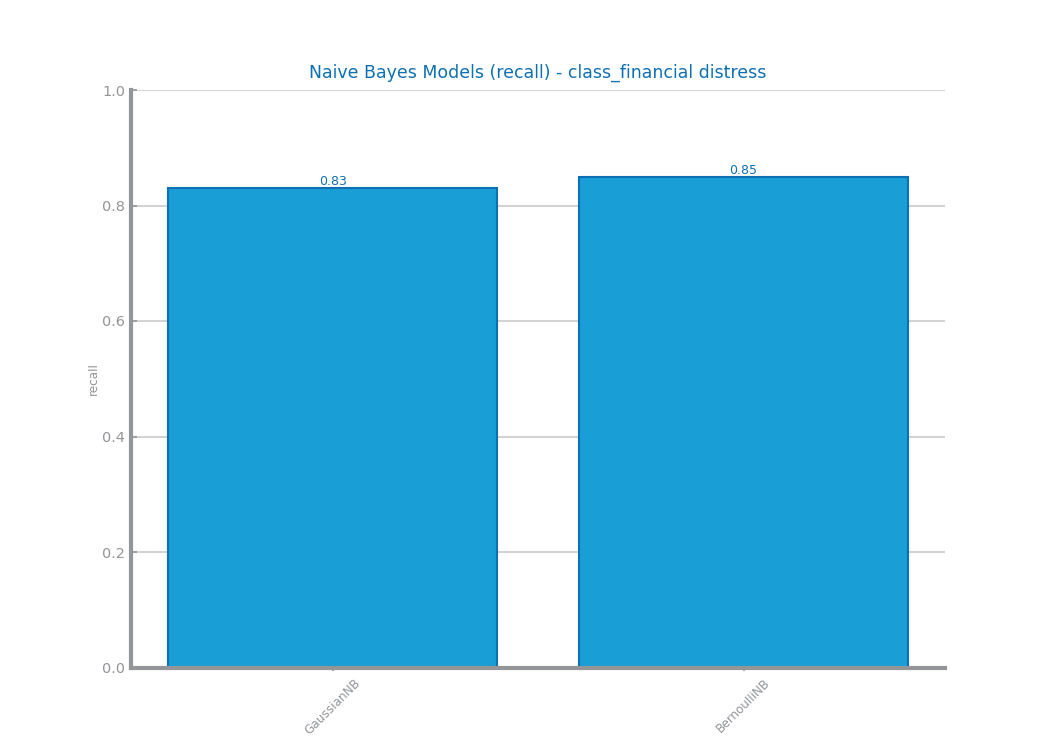 Naive Bayes Models (recall) - class_financial distress
1.0
0.83
0.85
0.8
0.6
recall
0.4
0.2
0.0
GaussianNB
BernoulliNB